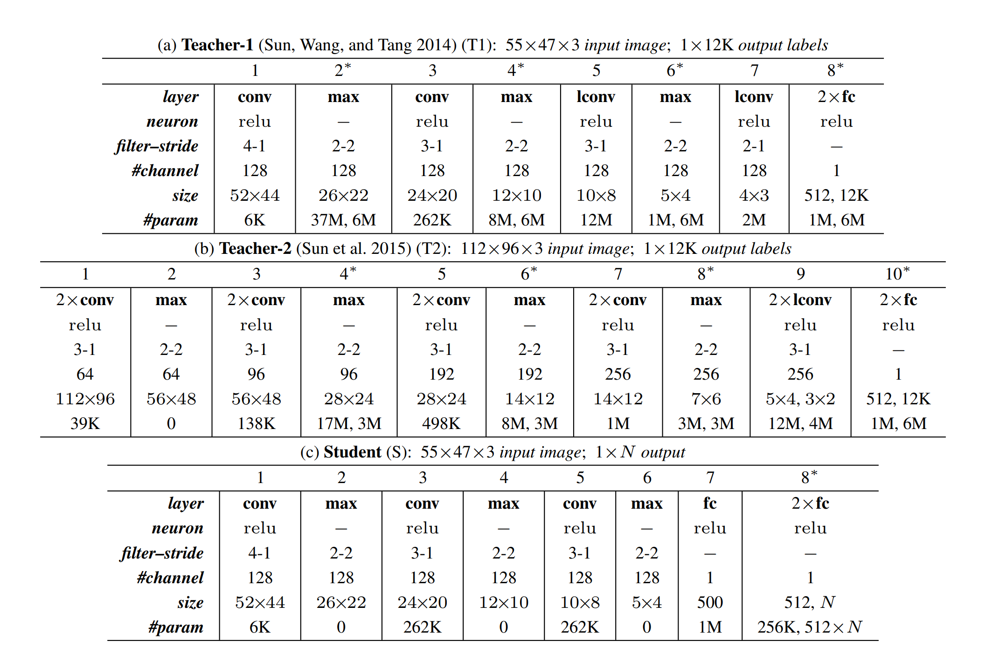 (a) Teacher-1 (Sun, Wang, and Tang 2014) (T1): 55×47×3 input image; 1×12K output labels
1 2* 3 4* 5 6* 7 8*
layer conv max conv max lconv max lconv 2×fc
neuron relu − relu − relu − relu relu
filter–stride 4-1 2-2 3-1 2-2 3-1 2-2 2-1 −
#channel 128 128 128 128 128 128 128 1
size 52×44 26×22 24×20 12×10 10×8 5×4 4×3 512, 12K
#param 6K 37M, 6M 262K 8M, 6M 12M 1M, 6M 2M 1M, 6M
(b) Teacher-2 (Sun et al. 2015) (T2): 112×96×3 input image; 1×12K output labels
1 2 3 4* 5 6* 7 8* 9 10*
2×conv max 2×conv max 2×conv max 2×conv max 2×lconv 2×fc
relu − relu − relu − relu − relu relu
3-1 2-2 3-1 2-2 3-1 2-2 3-1 2-2 3-1 −
64 64 96 96 192 192 256 256 256 1
112×96 56×48 56×48 28×24 28×24 14×12 14×12 7×6 5×4, 3×2 512, 12K
39K 0 138K 17M, 3M 498K 8M, 3M 1M 3M, 3M 12M, 4M 1M, 6M
(c) Student (S): 55×47×3 input image; 1×N output
1 2 3 4 5 6 7 8*
layer conv max conv max conv max fc 2×fc
neuron relu − relu − relu − relu relu
filter–stride 4-1 2-2 3-1 2-2 3-1 2-2 − −
#channel 128 128 128 128 128 128 1 1
size 52×44 26×22 24×20 12×10 10×8 5×4 500 512, N
#param 6K 0 262K 0 262K 0 1M 256K, 512×N